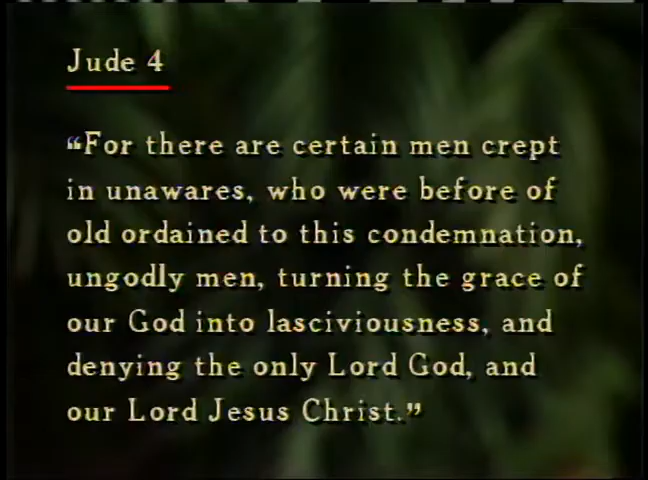 Jude 4
“For there are certain men crept
in unawares, who were before of
old ordained to this condemnation,
ungodly men, turning the grace of
our God into lasciviousness, and
denying the only Lord God, and
our Lord Jesus Christ.”